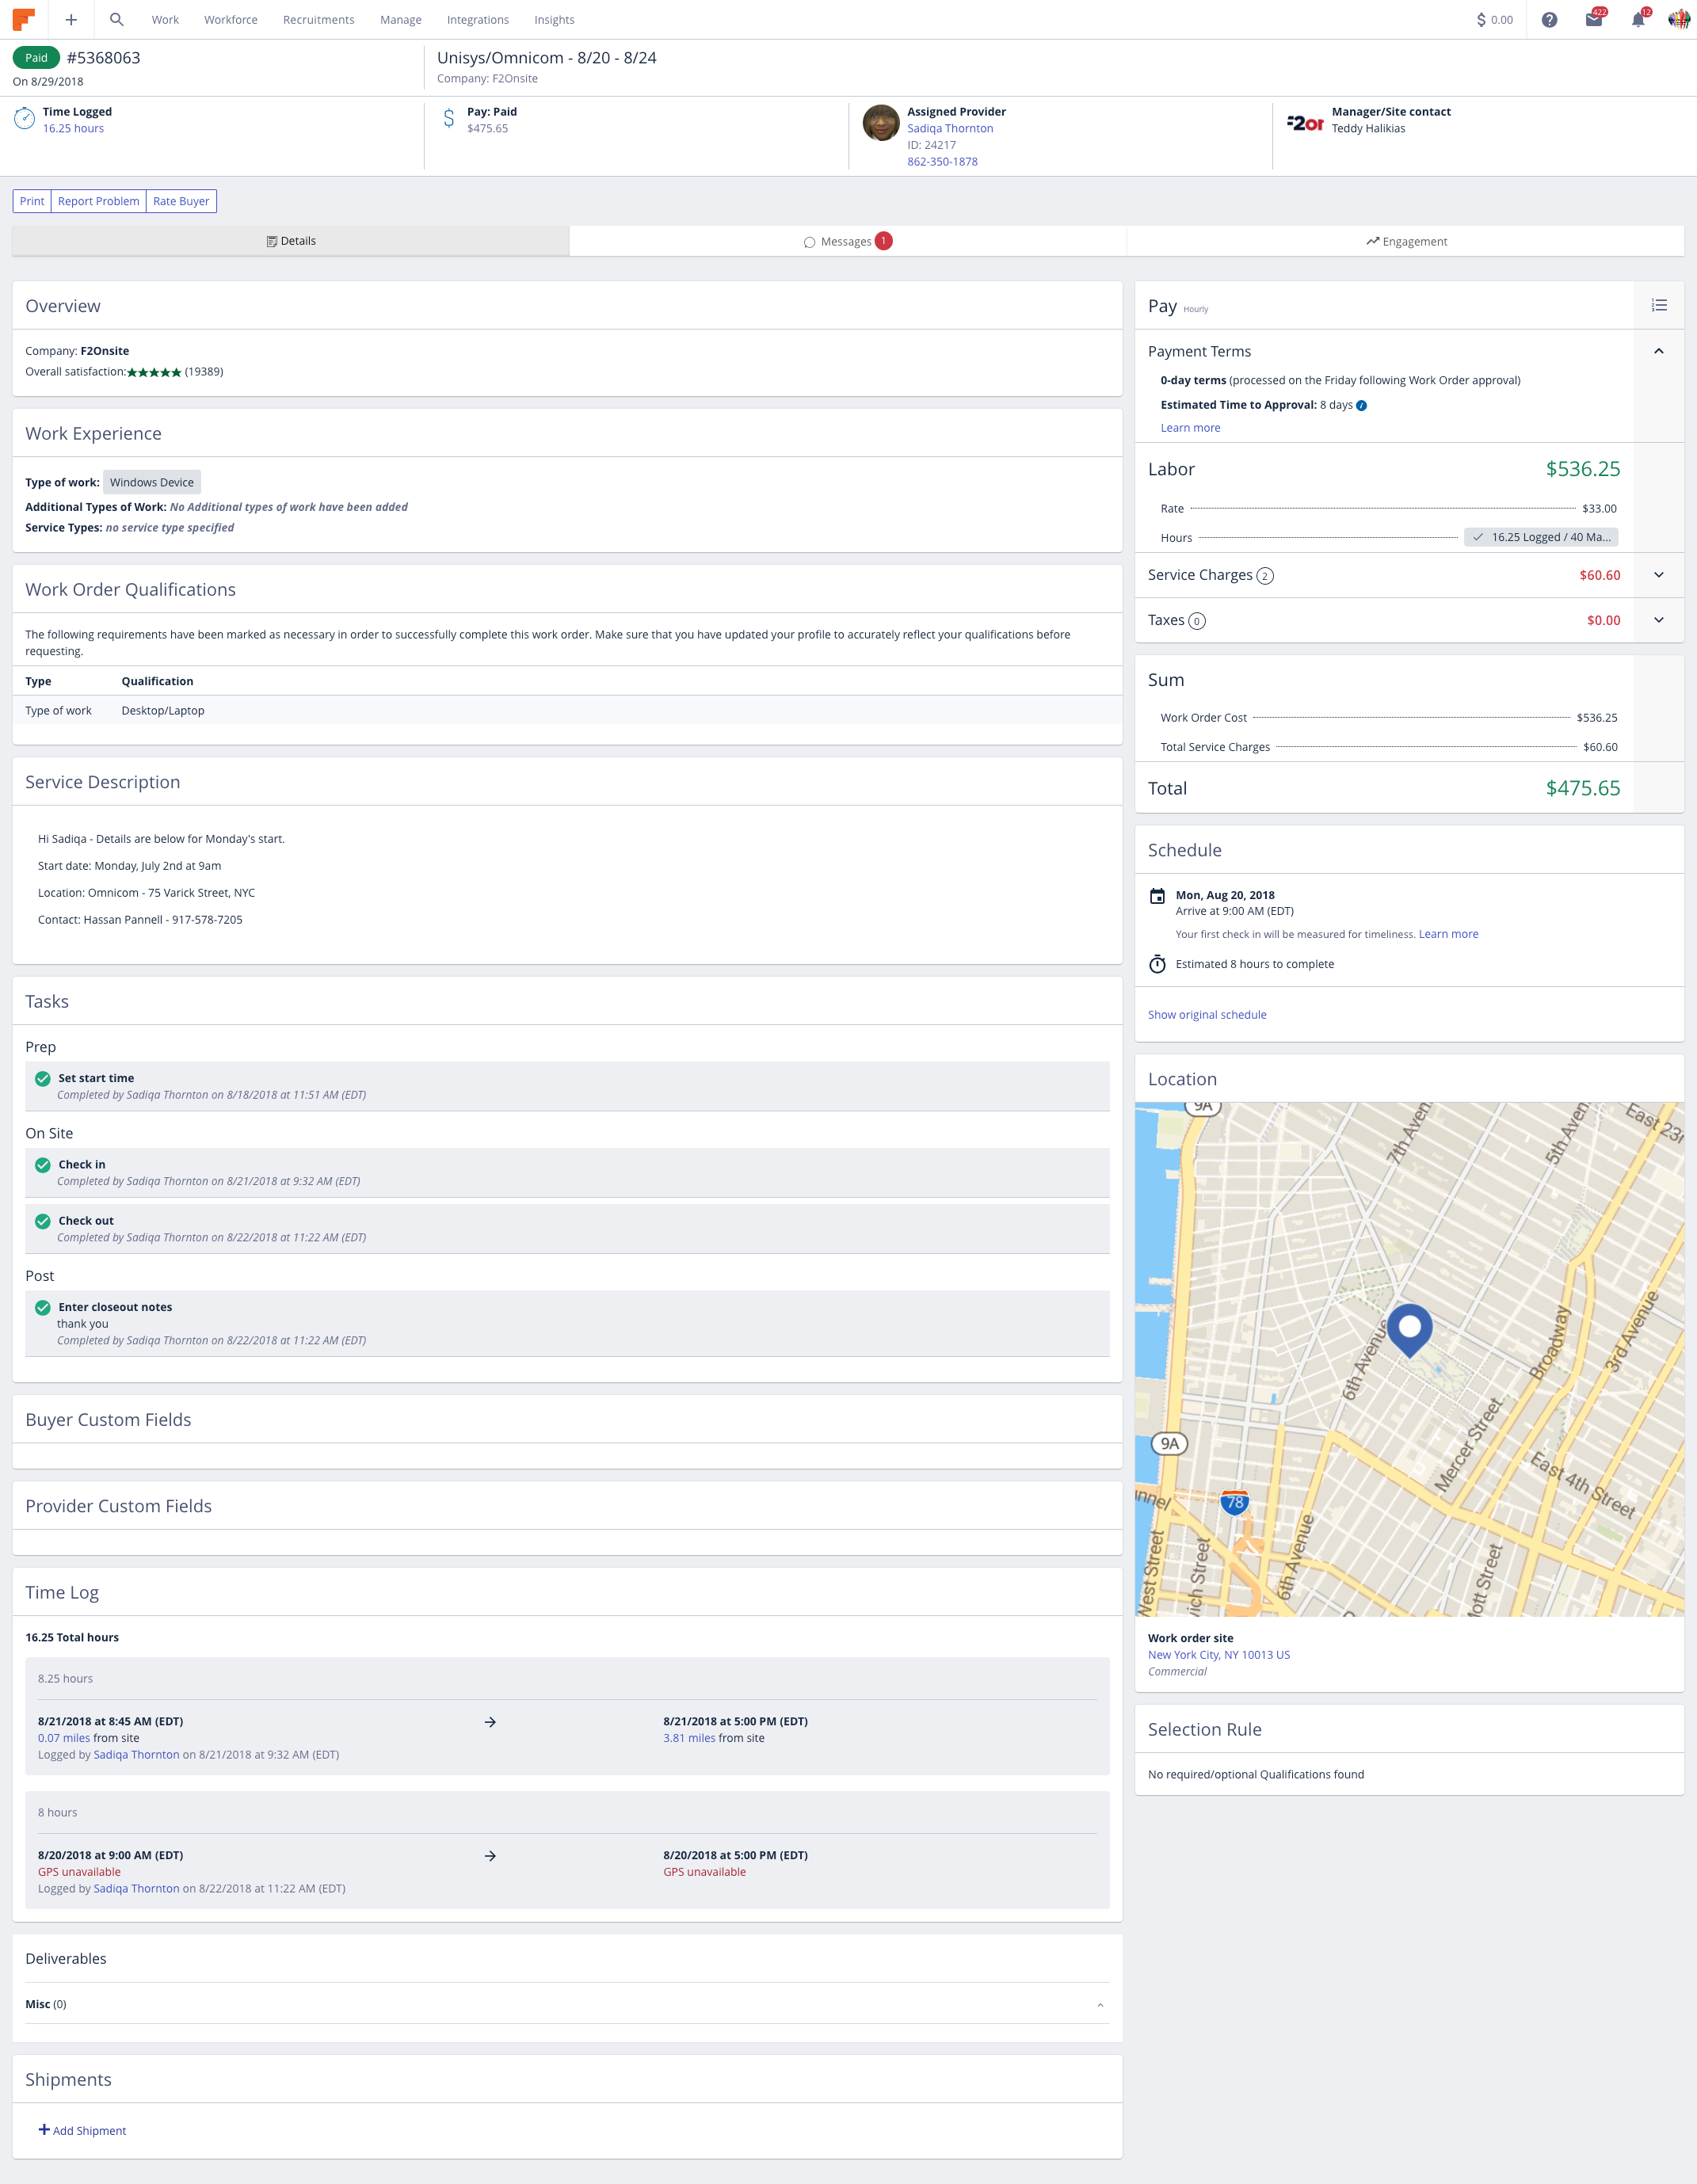 Work Workforce Recruitments Manage Integrations Insights $ 0.00 422 12
Paid #5368063
On 8/29/2018
Unisys/Omnicom - 8/20 - 8/24
Company: F2Onsite
Time Logged
16.25 hours
Pay: Paid
$475.65
Assigned Provider
Sadiqa Thornton
ID: 24217
862-350-1878
Manager/Site contact
Teddy Halikias
Print Report Problem Rate Buyer
Details Messages 1 Engagement
Overview
Company: F2Onsite
Overall satisfaction:★★★★★ (19389)
Work Experience
Type of work: Windows Device
Additional Types of Work: No Additional types of work have been added
Service Types: no service type specified
Work Order Qualifications
The following requirements have been marked as necessary in order to successfully complete this work order. Make sure that you have updated your profile to accurately reflect your qualifications before
requesting.
Type Qualification
Type of work Desktop/Laptop
Service Description
Hi Sadiqa - Details are below for Monday's start.
Start date: Monday, July 2nd at 9am
Location: Omnicom - 75 Varick Street, NYC
Contact: Hassan Pannell - 917-578-7205
Tasks
Prep
Set start time
Completed by Sadiqa Thornton on 8/18/2018 at 11:51 AM (EDT)
On Site
Check in
Completed by Sadiqa Thornton on 8/21/2018 at 9:32 AM (EDT)
Check out
Completed by Sadiqa Thornton on 8/22/2018 at 11:22 AM (EDT)
Post
Enter closeout notes
thank you
Completed by Sadiqa Thornton on 8/22/2018 at 11:22 AM (EDT)
Buyer Custom Fields
Provider Custom Fields
Time Log
16.25 Total hours
8.25 hours
8/21/2018 at 8:45 AM (EDT) → 8/21/2018 at 5:00 PM (EDT)
0.07 miles from site 3.81 miles from site
Logged by Sadiqa Thornton on 8/21/2018 at 9:32 AM (EDT)
8 hours
8/20/2018 at 9:00 AM (EDT) → 8/20/2018 at 5:00 PM (EDT)
GPS unavailable GPS unavailable
Logged by Sadiqa Thornton on 8/22/2018 at 11:22 AM (EDT)
Deliverables
Misc (0)
Shipments
+ Add Shipment
Pay Hourly
Payment Terms
0-day terms (processed on the Friday following Work Order approval)
Estimated Time to Approval: 8 days
Learn more
Labor $536.25
Rate $33.00
Hours 16.25 Logged / 40 Ma...
Service Charges 2 $60.60
Taxes 0 $0.00
Sum
Work Order Cost $536.25
Total Service Charges $60.60
Total $475.65
Schedule
Mon, Aug 20, 2018
Arrive at 9:00 AM (EDT)
Your first check in will be measured for timeliness. Learn more
Estimated 8 hours to complete
Show original schedule
Location
9A
7th Aven
5th Aven
East 23r
6th Avenue
Broadway
3rd Avenue
9A
Mercer Street
East 4th Street
nnel
78
West Street
ich Street
6th Avenue
ott Street
Work order site
New York City, NY 10013 US
Commercial
Selection Rule
No required/optional Qualifications found